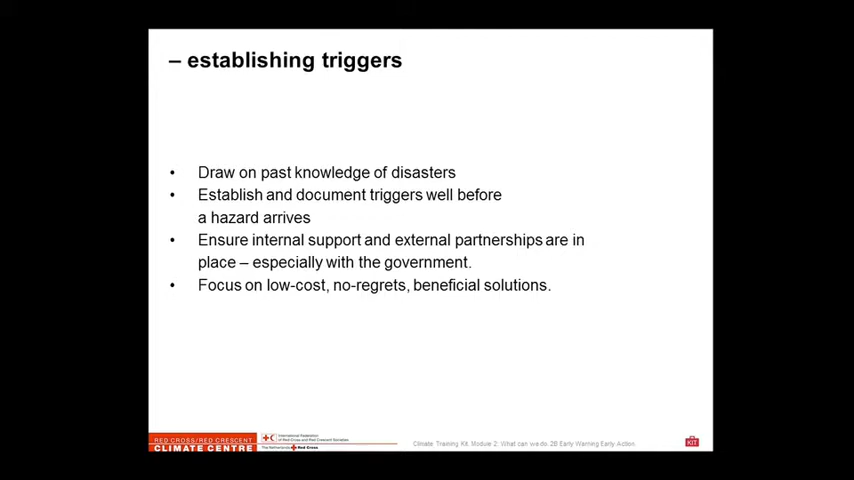 – establishing triggers
• Draw on past knowledge of disasters
• Establish and document triggers well before
a hazard arrives
• Ensure internal support and external partnerships are in
place – especially with the government.
• Focus on low-cost, no-regrets, beneficial solutions.
RED CROSS/RED CRESCENT
CLIMATE CENTRE
International Federation
of Red Cross and Red Crescent Societies
The Netherlands Red Cross
Climate Training Kit. Module 2: What can we do. 2B Early Warning Early Action
KIT